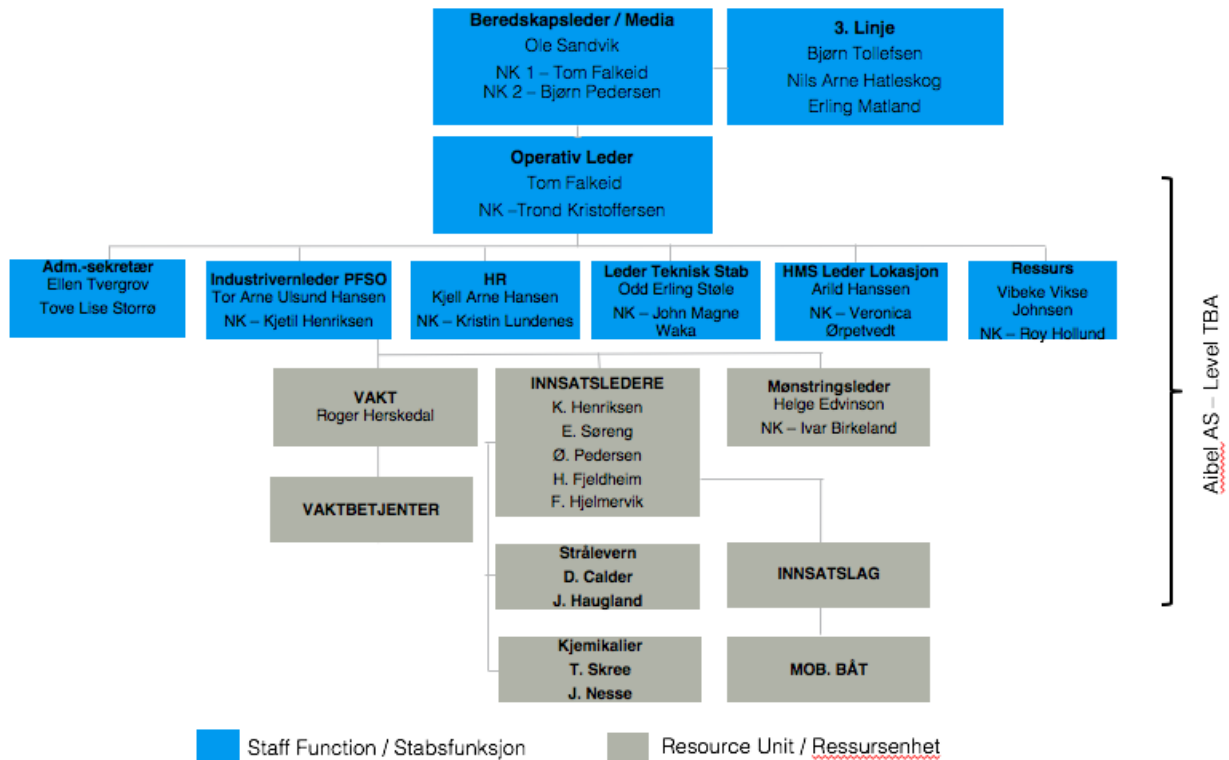 Beredskapsleder / Media
Ole Sandvik
NK 1 – Tom Falkeid
NK 2 – Bjørn Pedersen
3. Linje
Bjørn Tollefsen
Nils Arne Hatleskog
Erling Matland
Operativ Leder
Tom Falkeid
NK –Trond Kristoffersen
Adm.-sekretær
Ellen Tvergrov
Tove Lise Storrø
Industrivernleder PFSO
Tor Arne Ulsund Hansen
NK – Kjetil Henriksen
HR
Kjell Arne Hansen
NK – Kristin Lundenes
Leder Teknisk Stab
Odd Erling Støle
NK – John Magne
Waka
HMS Leder Lokasjon
Arild Hanssen
NK – Veronica
Ørpetvedt
Ressurs
Vibeke Vikse
Johnsen
NK – Roy Hollund
VAKT
Roger Herskedal
INNSATSLEDERE
K. Henriksen
E. Søreng
Ø. Pedersen
H. Fjeldheim
F. Hjelmervik
Mønstringsleder
Helge Edvinson
NK – Ivar Birkeland
VAKTBETJENTER
Strålevern
D. Calder
J. Haugland
INNSATSLAG
Kjemikalier
T. Skree
J. Nesse
MOB. BÅT
Aibel AS – Level TBA
Staff Function / Stabsfunksjon
Resource Unit / Ressursenhet